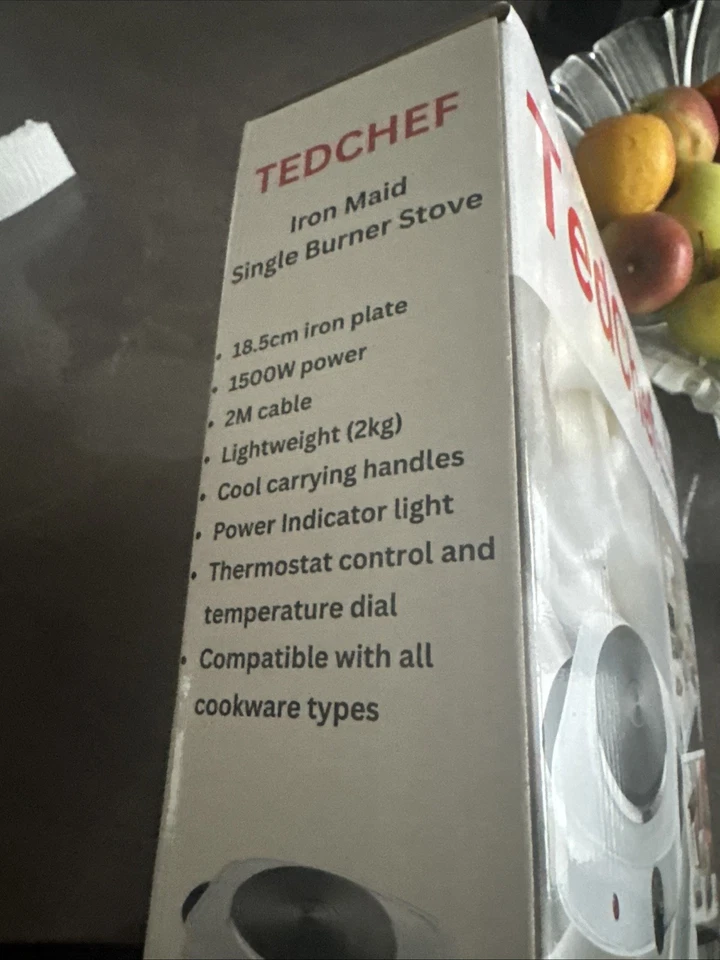 TEDCHEF
Iron Maid
Single Burner Stove
• 18.5cm iron plate
• 1500W power
• 2M cable
• Lightweight (2kg)
• Cool carrying handles
• Power Indicator light
• Thermostat control and
temperature dial
• Compatible with all
cookware types
Tedchef